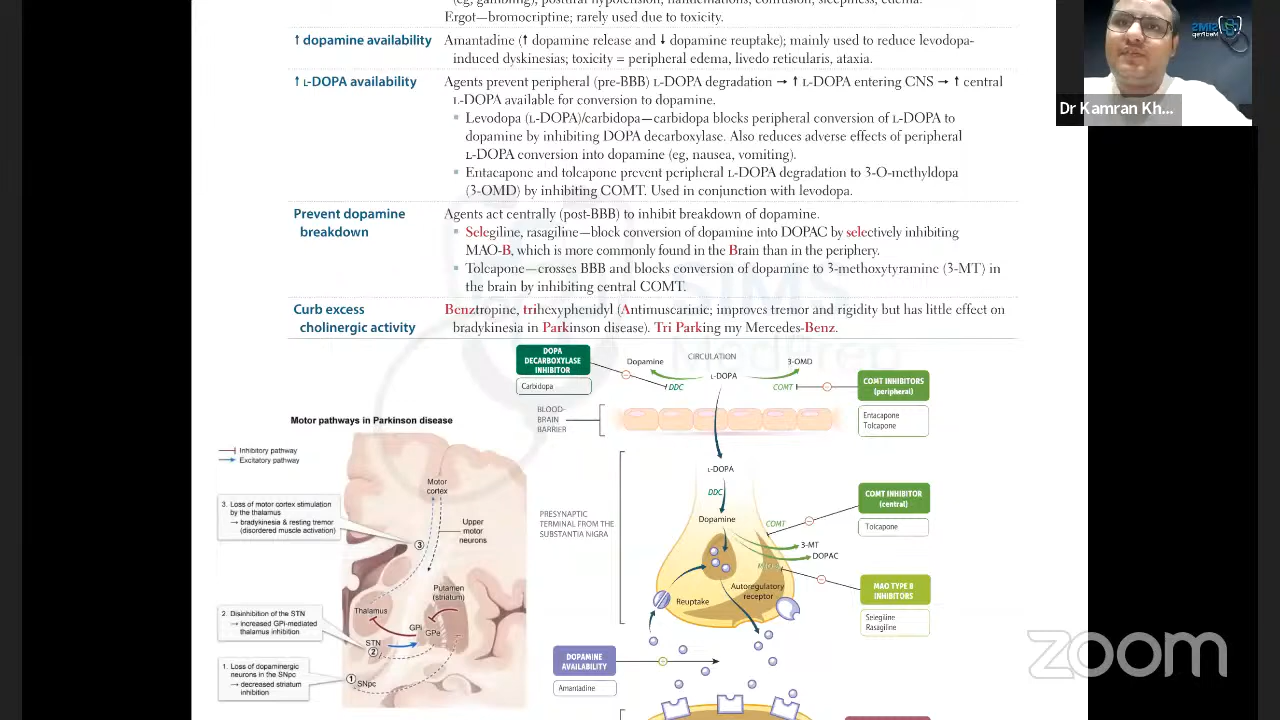 (eg, gambling), postural hypotension, hallucinations, confusion, sleepiness, edema.
Ergot—bromocriptine; rarely used due to toxicity.
↑ dopamine availability
Amantadine (↑ dopamine release and ↓ dopamine reuptake); mainly used to reduce levodopa-
induced dyskinesias; toxicity = peripheral edema, livedo reticularis, ataxia.
↑ L-DOPA availability
Agents prevent peripheral (pre-BBB) L-DOPA degradation → ↑ L-DOPA entering CNS → ↑ central
L-DOPA available for conversion to dopamine.
▪ Levodopa (L-DOPA)/carbidopa—carbidopa blocks peripheral conversion of L-DOPA to
dopamine by inhibiting DOPA decarboxylase. Also reduces adverse effects of peripheral
L-DOPA conversion into dopamine (eg, nausea, vomiting).
▪ Entacapone and tolcapone prevent peripheral L-DOPA degradation to 3-O-methyldopa
(3-OMD) by inhibiting COMT. Used in conjunction with levodopa.
Prevent dopamine
breakdown
Agents act centrally (post-BBB) to inhibit breakdown of dopamine.
▪ Selegiline, rasagiline—block conversion of dopamine into DOPAC by selectively inhibiting
MAO-B, which is more commonly found in the Brain than in the periphery.
▪ Tolcapone—crosses BBB and blocks conversion of dopamine to 3-methoxytyramine (3-MT) in
the brain by inhibiting central COMT.
Curb excess
cholinergic activity
Benztropine, trihexyphenidyl (Antimuscarinic; improves tremor and rigidity but has little effect on
bradykinesia in Parkinson disease). Tri Parking my Mercedes-Benz.
DOPA
DECARBOXYLASE
INHIBITOR
Carbidopa
Dopamine
CIRCULATION
3-OMD
L-DOPA
DDC
COMT
COMT INHIBITORS
(peripheral)
Entacapone
Tolcapone
BLOOD-
BRAIN
BARRIER
Motor pathways in Parkinson disease
Inhibitory pathway
Excitatory pathway
Motor
cortex
3. Loss of motor cortex stimulation
by the thalamus
→ bradykinesia & resting tremor
(disordered muscle activation)
Upper
motor
neurons
3
Putamen
(striatum)
Thalamus
2. Disinhibition of the STN
→ increased GPi-mediated
thalamus inhibition
GPi
GPe
STN
2
1. Loss of dopaminergic
neurons in the SNpc
→ decreased striatum
inhibition
1
SNpc
L-DOPA
DDC
PRESYNAPTIC
TERMINAL FROM THE
SUBSTANTIA NIGRA
Dopamine
COMT
COMT INHIBITOR
(central)
Tolcapone
3-MT
DOPAC
MAO TYPE B
INHIBITORS
Selegiline
Rasagiline
Autoregulatory
receptor
Reuptake
DOPAMINE
AVAILABILITY
Amantadine
Dr Kamran Kh...
SIMS
MedPrep
zoom